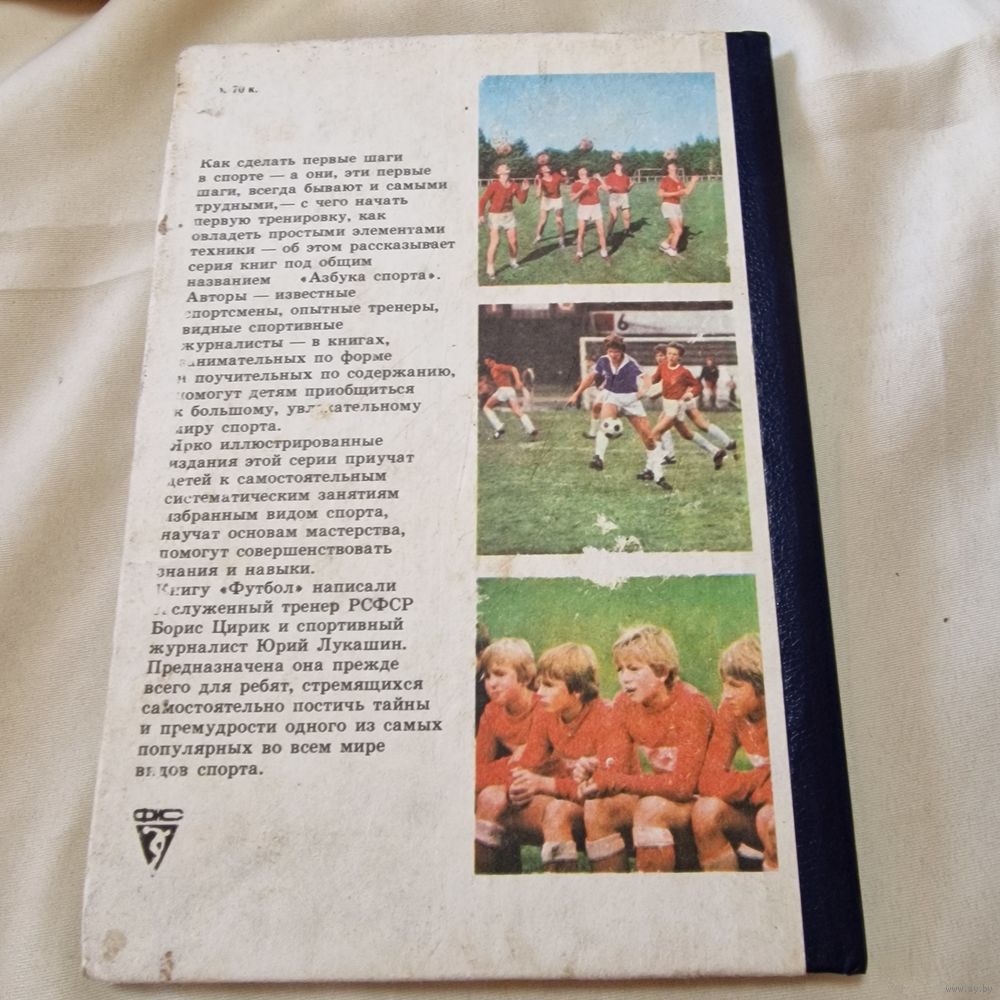 70 к.
Как сделать первые шаги
в спорте — а они, эти первые
шаги, всегда бывают и самыми
трудными,— с чего начать
первую тренировку, как
овладеть простыми элементами
техники — об этом рассказывает
серия книг под общим
названием «Азбука спорта».
Авторы — известные
спортсмены, опытные тренеры,
видные спортивные
журналисты — в книгах,
занимательных по форме
и поучительных по содержанию,
помогут детям приобщиться
к большому, увлекательному
миру спорта.
Ярко иллюстрированные
издания этой серии приучат
детей к самостоятельным
систематическим занятиям
избранным видом спорта,
научат основам мастерства,
помогут совершенствовать
знания и навыки.
Книгу «Футбол» написали
заслуженный тренер РСФСР
Борис Цирик и спортивный
журналист Юрий Лукашин.
Предназначена она прежде
всего для ребят, стремящихся
самостоятельно постичь тайны
и премудрости одного из самых
популярных во всем мире
видов спорта.
ФС
6
www.ay.by